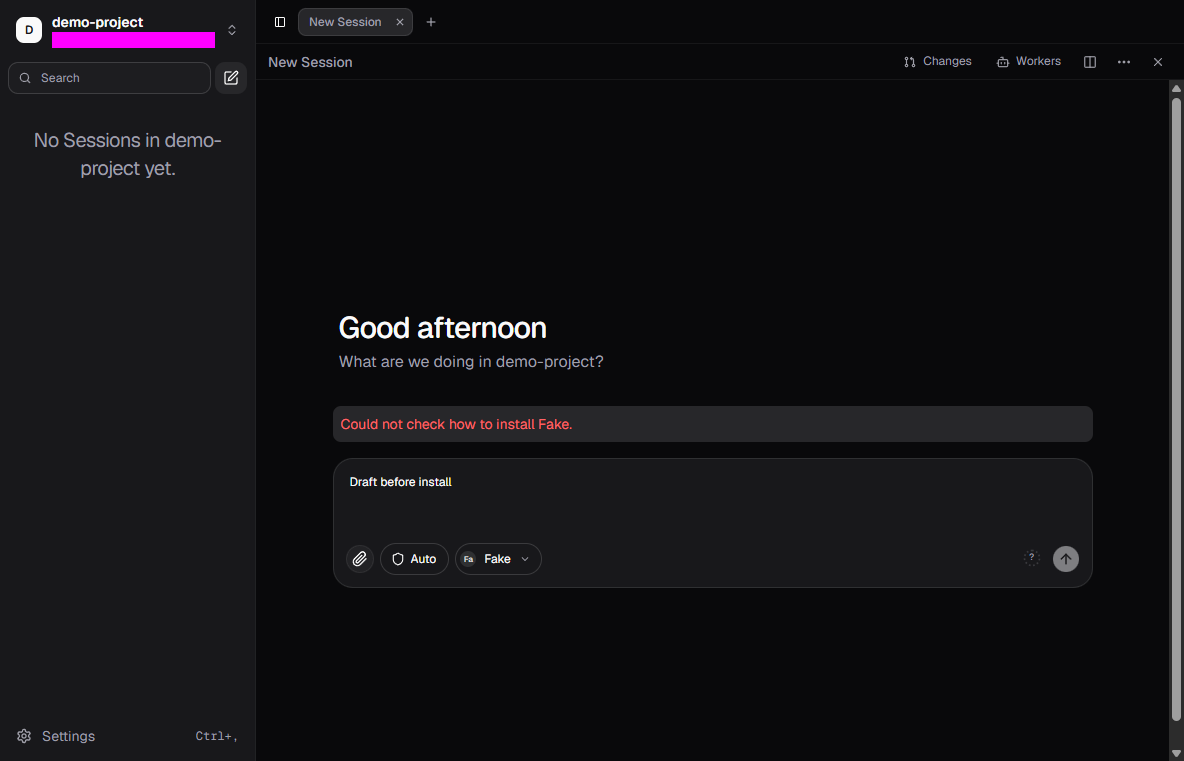 D
demo-project
Search
No Sessions in demo-
project yet.
Settings
Ctrl+,
New Session
New Session
Changes
Workers
Good afternoon
What are we doing in demo-project?
Could not check how to install Fake.
Draft before install
Auto
Fa
Fake
?